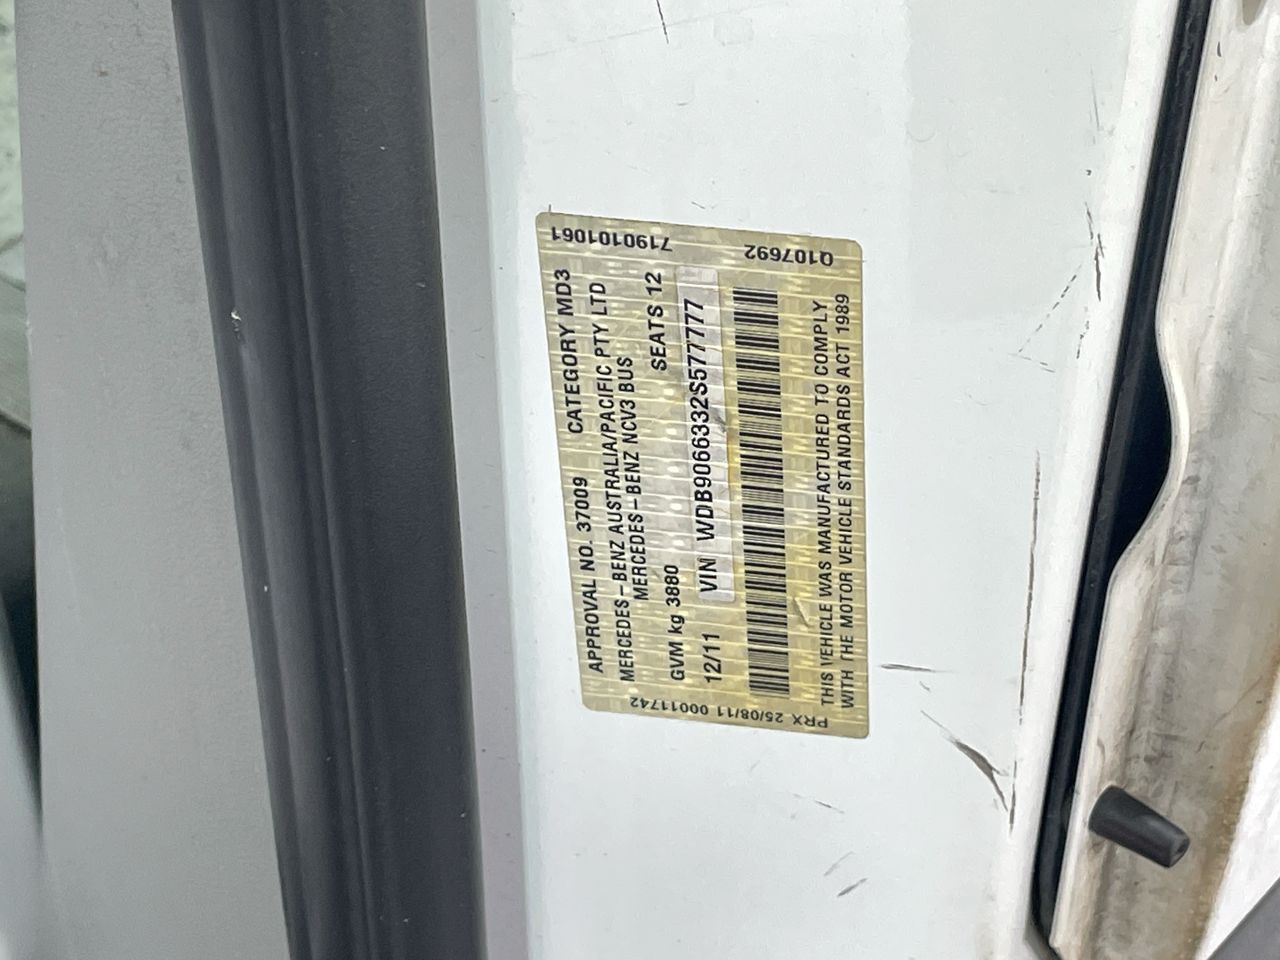 APPROVAL NO. 37009 CATEGORY MD3
MERCEDES-BENZ AUSTRALIA/PACIFIC PTY LTD
MERCEDES-BENZ NCV3 BUS
GVM kg 3880 SEATS 12
12/11 VIN WDB9066332S577777
THIS VEHICLE WAS MANUFACTURED TO COMPLY
WITH THE MOTOR VEHICLE STANDARDS ACT 1989
7190101061 Q107692
PRX 25/08/11 00011742